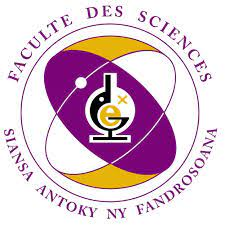 FACULTE DES SCIENCES
e
SIANSA ANTOKY NY FANDROSOANA